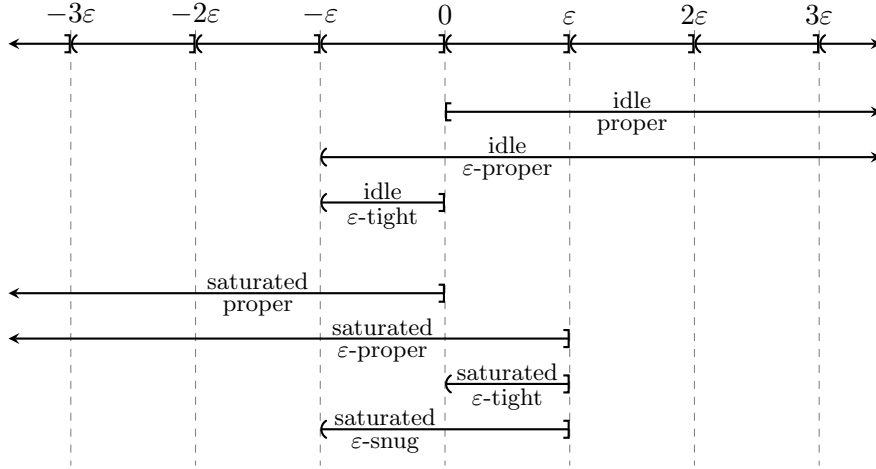 −3ε −2ε −ε 0 ε 2ε 3ε
idle
proper
idle
ε-proper
idle
ε-tight
saturated
proper
saturated
ε-proper
saturated
ε-tight
saturated
ε-snug